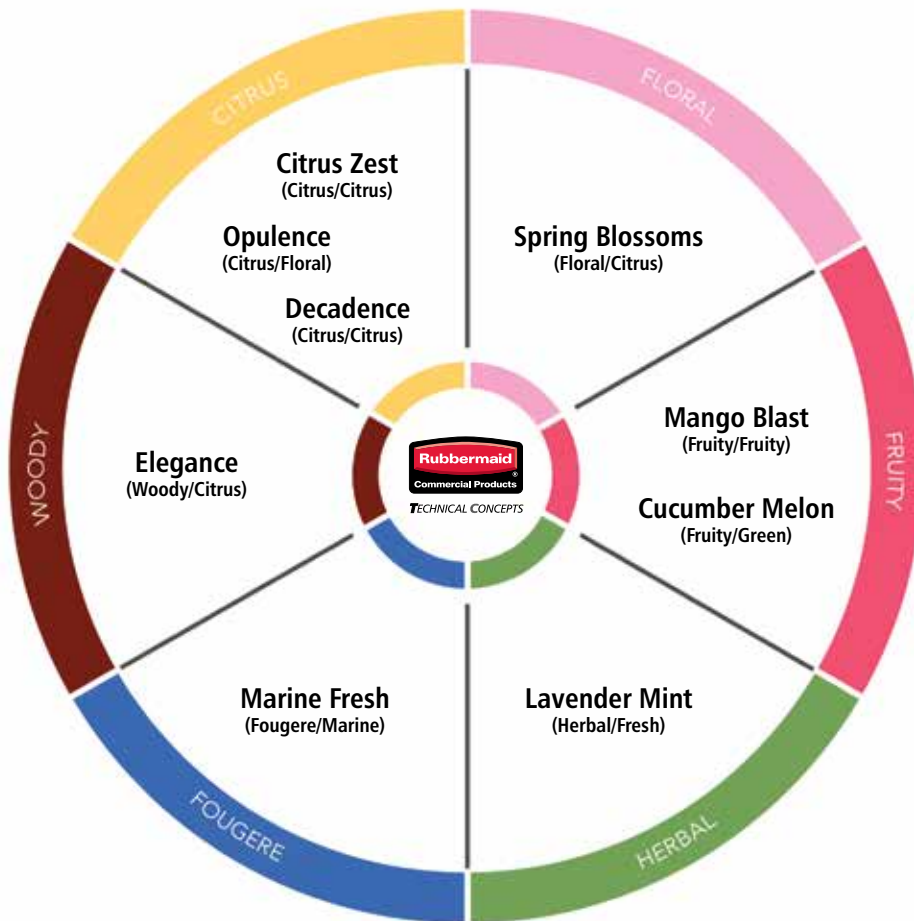 CITRUS
FLORAL
Citrus Zest
(Citrus/Citrus)
Opulence
(Citrus/Floral)
Decadence
(Citrus/Citrus)
Spring Blossoms
(Floral/Citrus)
WOODY
Elegance
(Woody/Citrus)
Rubbermaid
®
Commercial Products
TECHNICAL CONCEPTS
Mango Blast
(Fruity/Fruity)
Cucumber Melon
(Fruity/Green)
FRUITY
Marine Fresh
(Fougere/Marine)
Lavender Mint
(Herbal/Fresh)
FOUGERE
HERBAL